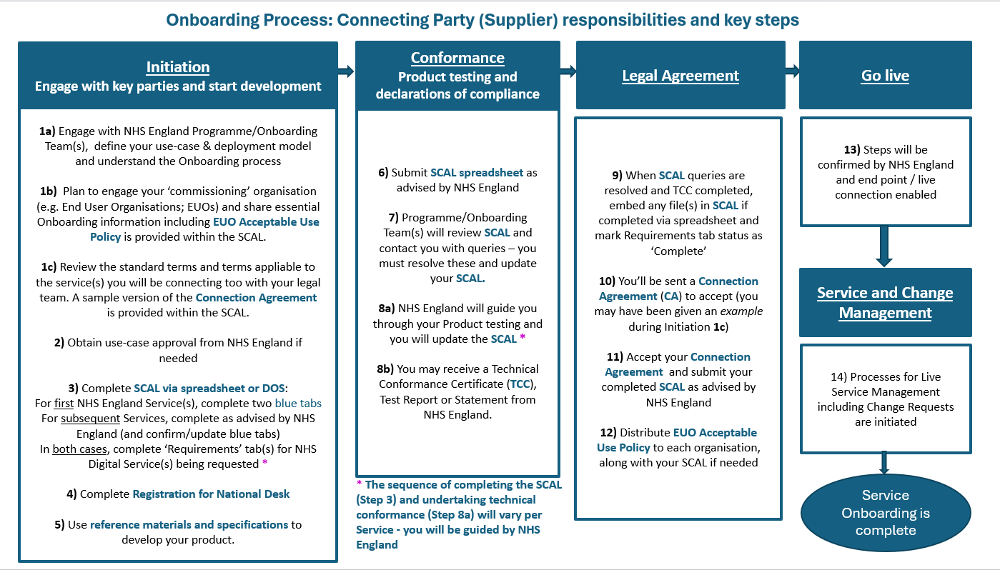 Onboarding Process: Connecting Party (Supplier) responsibilities and key steps
Initiation
Engage with key parties and start development
1a) Engage with NHS England Programme/Onboarding
Team(s), define your use-case & deployment model
and understand the Onboarding process
1b) Plan to engage your ‘commissioning’ organisation
(e.g. End User Organisations; EUOs) and share essential
Onboarding information including EUO Acceptable Use
Policy is provided within the SCAL.
1c) Review the standard terms and terms appliable to
the service(s) you will be connecting too with your legal
team. A sample version of the Connection Agreement
is provided within the SCAL.
2) Obtain use-case approval from NHS England if
needed
3) Complete SCAL via spreadsheet or DOS:
For first NHS England Service(s), complete two blue tabs
For subsequent Services, complete as advised by NHS
England (and confirm/update blue tabs)
In both cases, complete ‘Requirements’ tab(s) for NHS
Digital Service(s) being requested *
4) Complete Registration for National Desk
5) Use reference materials and specifications to
develop your product.
Conformance
Product testing and
declarations of compliance
6) Submit SCAL spreadsheet as
advised by NHS England
7) Programme/Onboarding
Team(s) will review SCAL and
contact you with queries – you
must resolve these and update
your SCAL.
8a) NHS England will guide you
through your Product testing and
you will update the SCAL *
8b) You may receive a Technical
Conformance Certificate (TCC),
Test Report or Statement from
NHS England.
* The sequence of completing the SCAL
(Step 3) and undertaking technical
conformance (Step 8a) will vary per
Service - you will be guided by NHS
England
Legal Agreement
9) When SCAL queries are
resolved and TCC completed,
embed any file(s) in SCAL if
completed via spreadsheet and
mark Requirements tab status as
‘Complete’
10) You’ll be sent a Connection
Agreement (CA) to accept (you
may have been given an example
during Initiation 1c)
11) Accept your Connection
Agreement and submit your
completed SCAL as advised by
NHS England
12) Distribute EUO Acceptable
Use Policy to each organisation,
along with your SCAL if needed
Go live
13) Steps will be
confirmed by NHS England
and end point / live
connection enabled
Service and Change
Management
14) Processes for Live
Service Management
including Change Requests
are initiated
Service
Onboarding is
complete